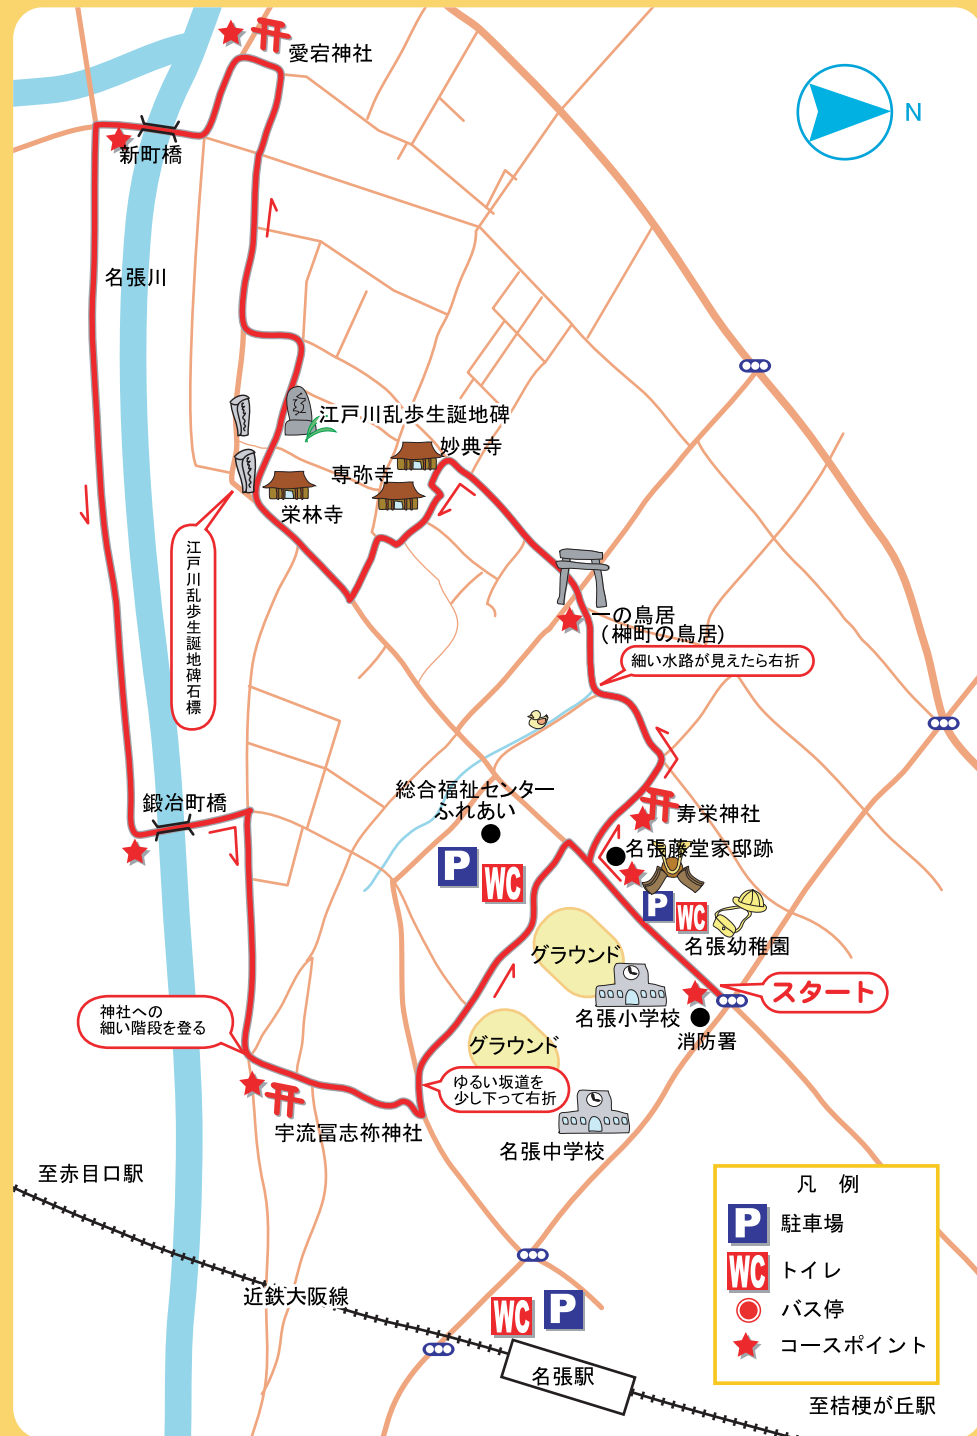 愛宕神社
N
新町橋
名張川
江戸川乱歩生誕地碑
妙典寺
専弥寺
栄林寺
江戸川乱歩生誕地碑石標
一の鳥居
(榊町の鳥居)
細い水路が見えたら右折
総合福祉センター
ふれあい
P
WC
鍛冶町橋
寿栄神社
名張藤堂家邸跡
P
WC
名張幼稚園
グラウンド
名張小学校
スタート
消防署
神社への
細い階段を登る
グラウンド
ゆるい坂道を
少し下って右折
宇流冨志祢神社
名張中学校
至赤目口駅
近鉄大阪線
WC
P
名張駅
凡 例
P 駐車場
WC トイレ
バス停
コースポイント
至桔梗が丘駅